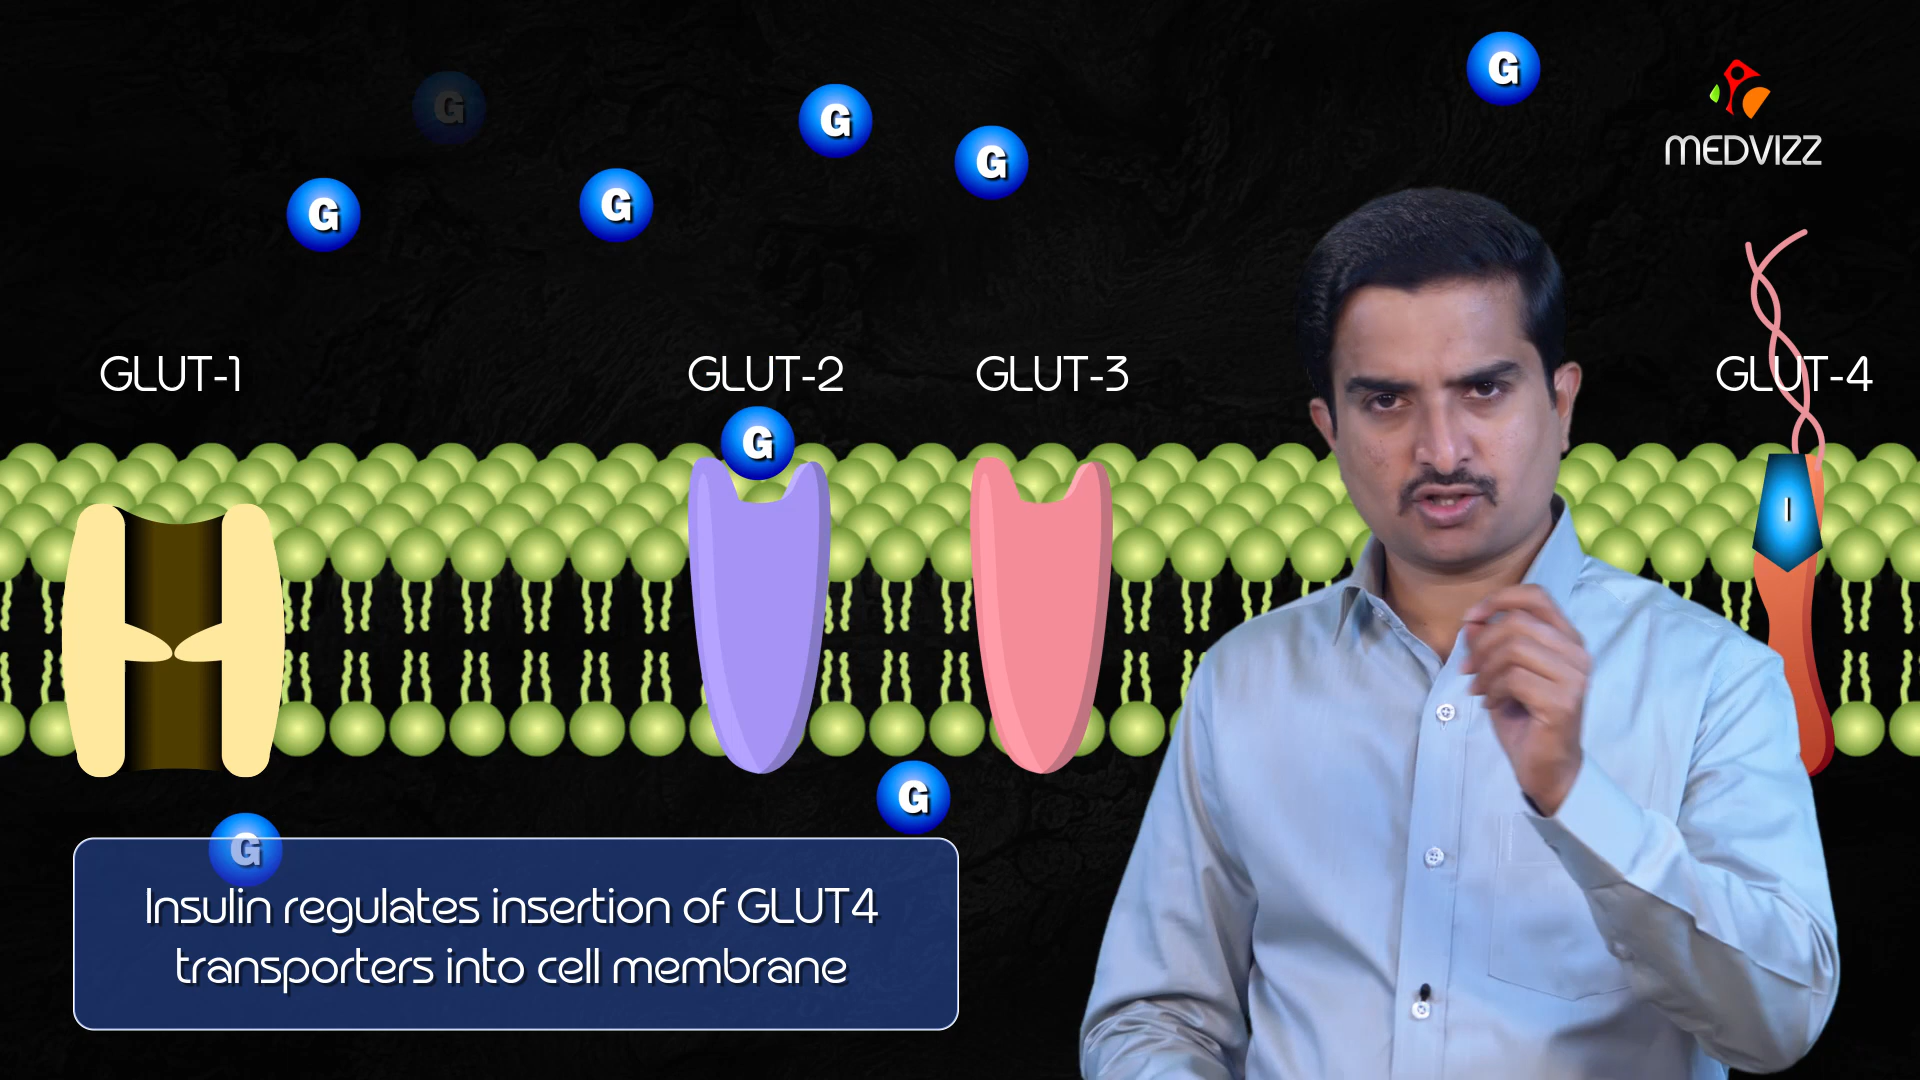 G
G
G
G
G
G
MEDVIZZ
GLUT-1
GLUT-2
GLUT-3
GLUT-4
G
I
G
G
Insulin regulates insertion of GLUT4
transporters into cell membrane